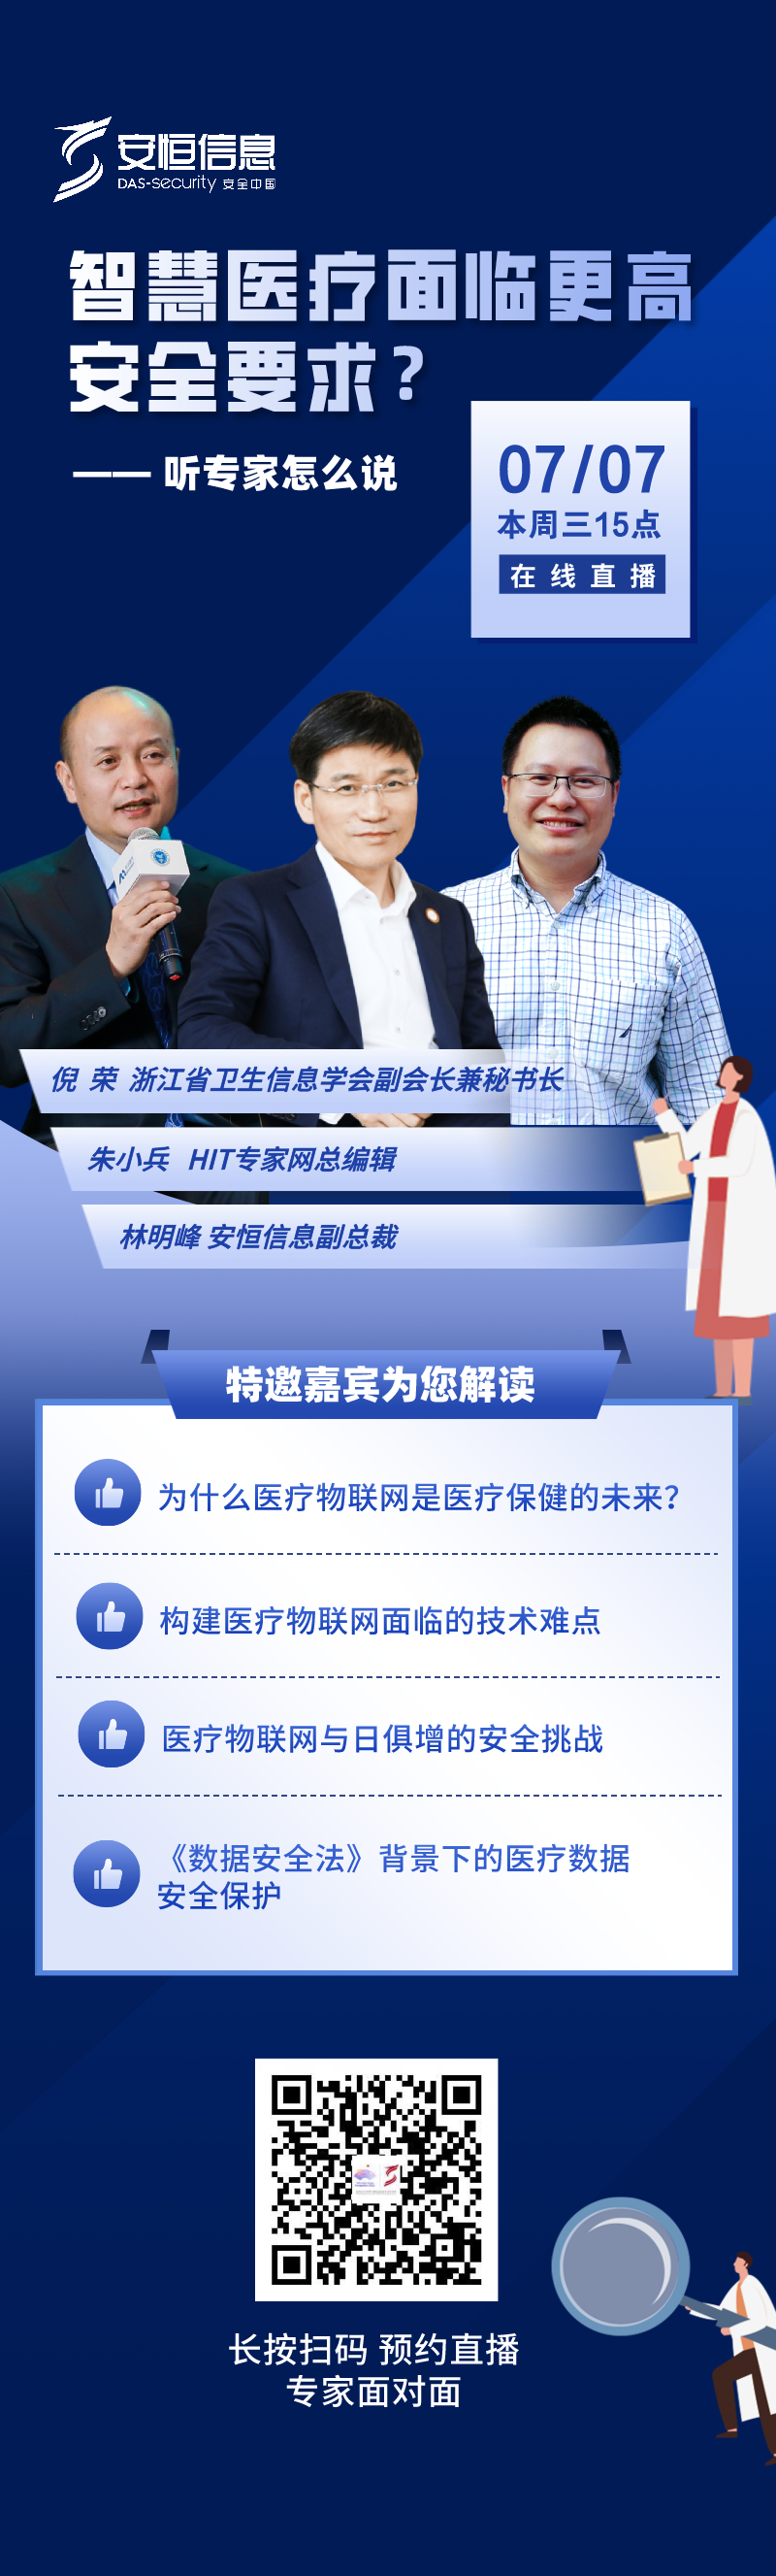 安恒信息
DAS-security 安全中国
智慧医疗面临更高
安全要求？
—— 听专家怎么说
07/07
本周三15点
在线直播
倪 荣 浙江省卫生信息学会副会长兼秘书长
朱小兵 HIT专家网总编辑
林明峰 安恒信息副总裁
特邀嘉宾为您解读
为什么医疗物联网是医疗保健的未来？
构建医疗物联网面临的技术难点
医疗物联网与日俱增的安全挑战
《数据安全法》背景下的医疗数据
安全保护
长按扫码 预约直播
专家面对面